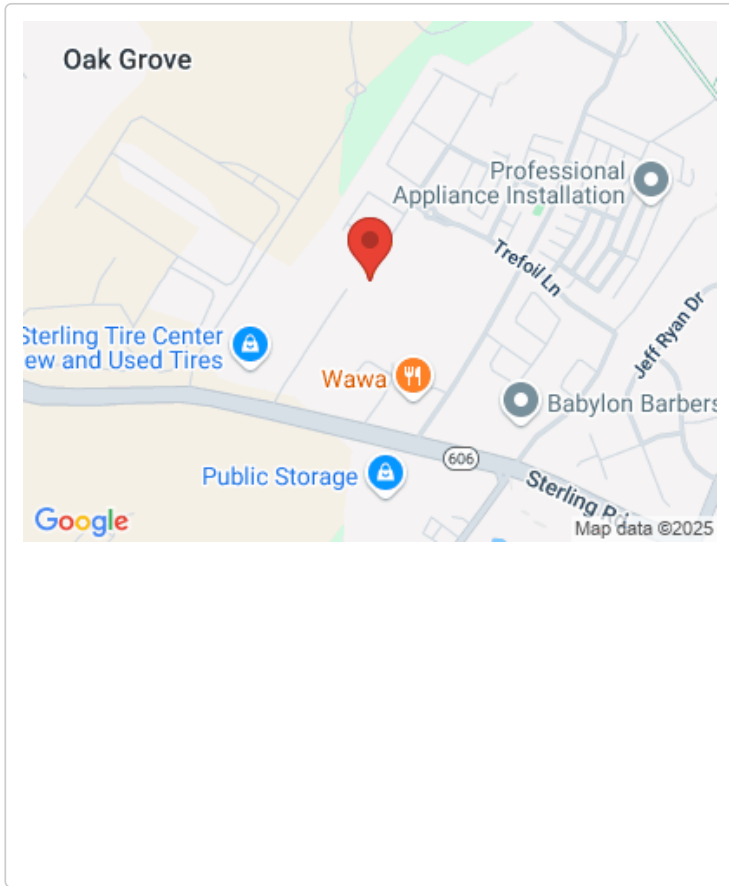 Oak Grove
Professional
Appliance Installation
Trefoil Ln
Jeff Ryan Dr
Sterling Tire Center
ew and Used Tires
Wawa
Babylon Barbers
606
Public Storage
Sterling Rd
Google
Map data ©2025